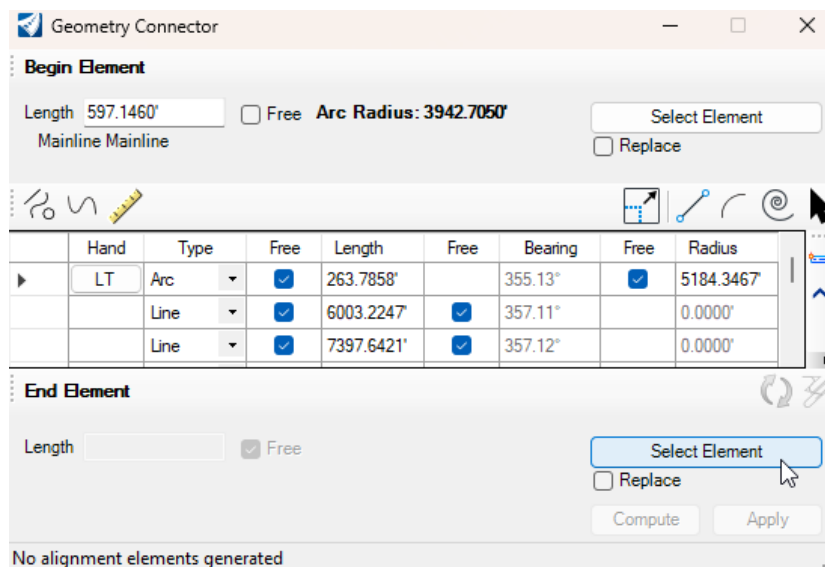 Geometry Connector
Begin Element
Length 597.1460' Free Arc Radius: 3942.7050' Select Element
Mainline Mainline Replace
Hand Type Free Length Free Bearing Free Radius
LT Arc 263.7858' 355.13° 5184.3467'
Line 6003.2247' 357.11° 0.0000'
Line 7397.6421' 357.12° 0.0000'
End Element
Length Free Select Element
Replace
Compute Apply
No alignment elements generated